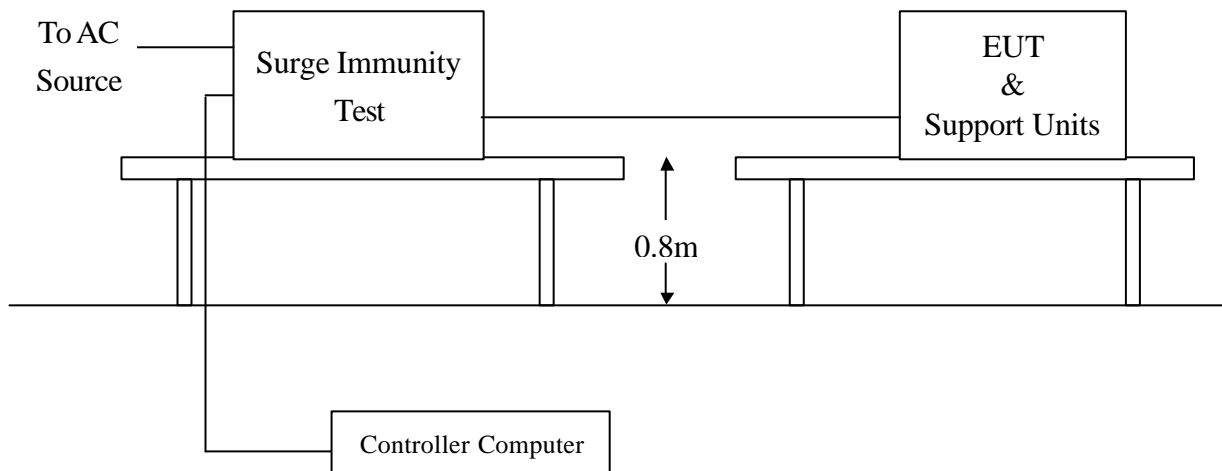 To AC
Source
Surge Immunity
Test
EUT
&
Support Units
0.8m
Controller Computer